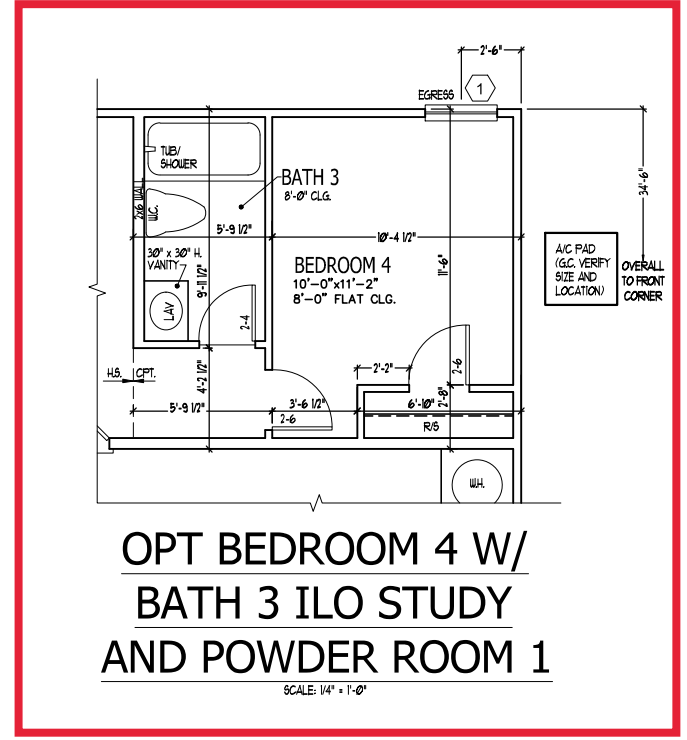 2'-6"
EGRESS
1
TUB/
SHOWER
BATH 3
8'-0" CLG.
2x6 WALL
W.C.
5'-9 1/2"
10'-4 1/2"
34'-6"
30" x 30" H.
VANITY
9'-11 1/2"
BEDROOM 4
10'-0"x11'-2"
8'-0" FLAT CLG.
11'-6"
A/C PAD
(G.C. VERIFY
SIZE AND
LOCATION)
OVERALL
TO FRONT
CORNER
LAV
2-4
H.S.
CPT.
4'-2 1/2"
2'-2"
2-6
2'-8"
5'-9 1/2"
3'-6 1/2"
6'-10"
2-6
R/S
W.H.
OPT BEDROOM 4 W/
BATH 3 ILO STUDY
AND POWDER ROOM 1
SCALE: 1/4" = 1'-0"